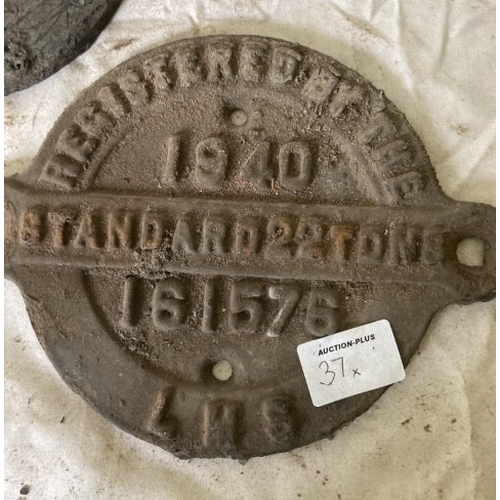 REGISTERED BY THE
1940
STANDARD 22 TONS
161576
LMS
AUCTION-PLUS
37x